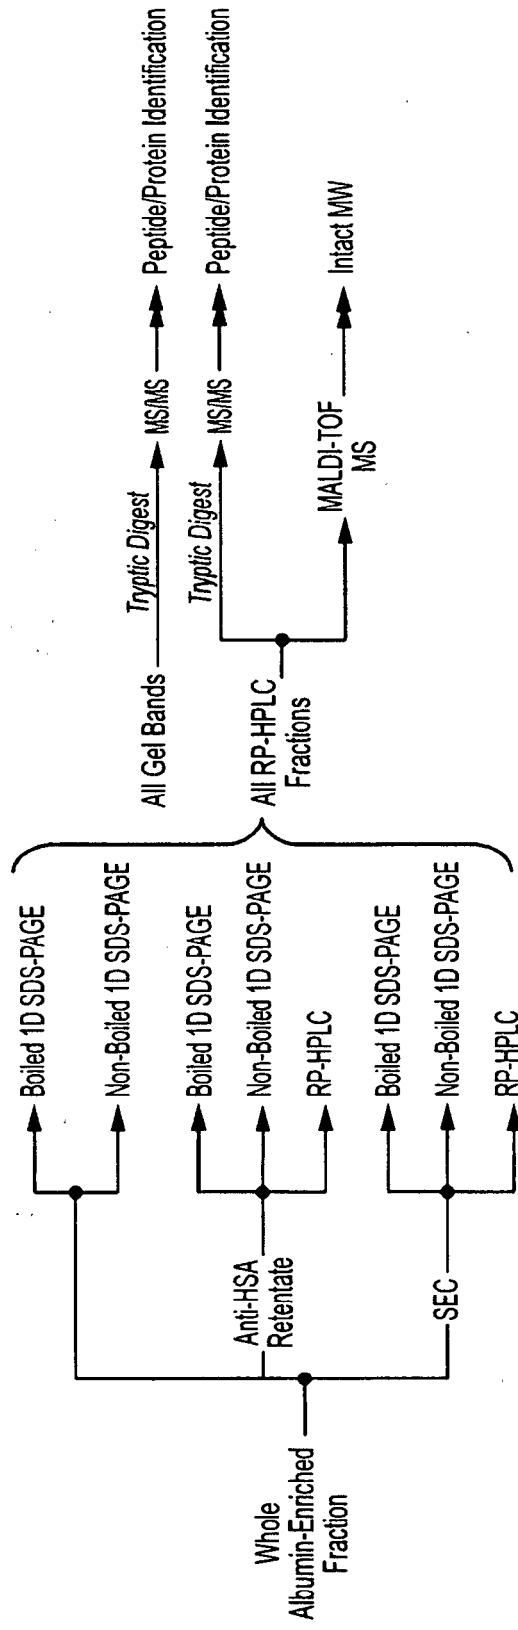 Whole
Albumin-Enriched
Fraction
Anti-HSA
Retentate
SEC
Boiled 1D SDS-PAGE
Non-Boiled 1D SDS-PAGE
Boiled 1D SDS-PAGE
Non-Boiled 1D SDS-PAGE
RP-HPLC
Boiled 1D SDS-PAGE
Non-Boiled 1D SDS-PAGE
RP-HPLC
All Gel Bands
Tryptic Digest
MS/MS
Peptide/Protein Identification
All RP-HPLC
Fractions
Tryptic Digest
MS/MS
Peptide/Protein Identification
MALDI-TOF
MS
Intact MW